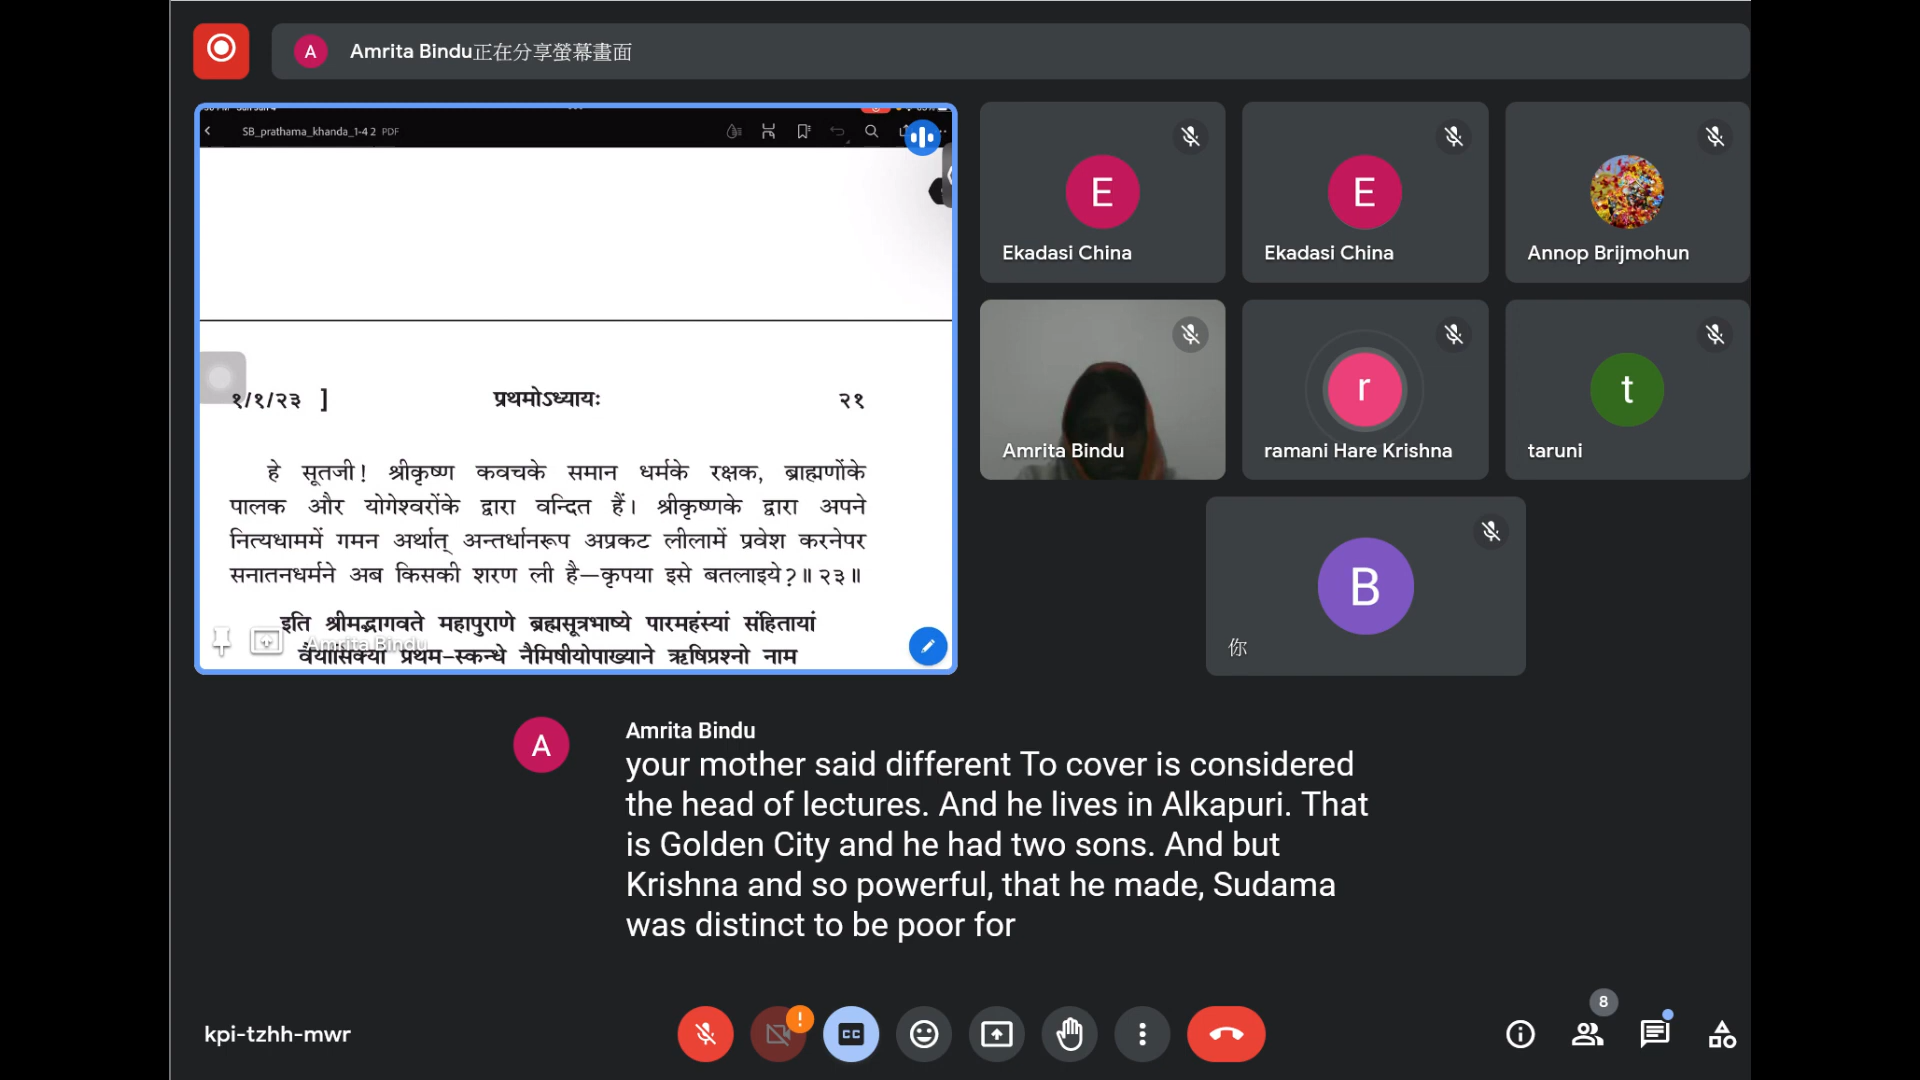 A
Amrita Bindu正在分享螢幕畫面
SB_prathama_khanda_1-4 2 PDF
१/१/२३ ]
प्रथमोऽध्यायः
२१
हे सूतजी! श्रीकृष्ण कवचके समान धर्मके रक्षक, ब्राह्मणोंके
पालक और योगेश्वरोंके द्वारा वन्दित हैं। श्रीकृष्णके द्वारा अपने
नित्यधाममें गमन अर्थात् अन्तर्धानरूप अप्रकट लीलामें प्रवेश करनेपर
सनातनधर्मने अब किसकी शरण ली है—कृपया इसे बतलाइये?॥२३॥
इति श्रीमद्भागवते महापुराणे ब्रह्मसूत्रभाष्ये पारमहंस्यां संहितायां
वैयासिक्यां प्रथम-स्कन्धे नैमिषीयोपाख्याने ऋषिप्रश्नो नाम
Amrita Bindu
E
Ekadasi China
E
Ekadasi China
Annop Brijmohun
Amrita Bindu
r
ramani Hare Krishna
t
taruni
B
你
A
Amrita Bindu
your mother said different To cover is considered
the head of lectures. And he lives in Alkapuri. That
is Golden City and he had two sons. And but
Krishna and so powerful, that he made, Sudama
was distinct to be poor for
kpi-tzhh-mwr
CC
8